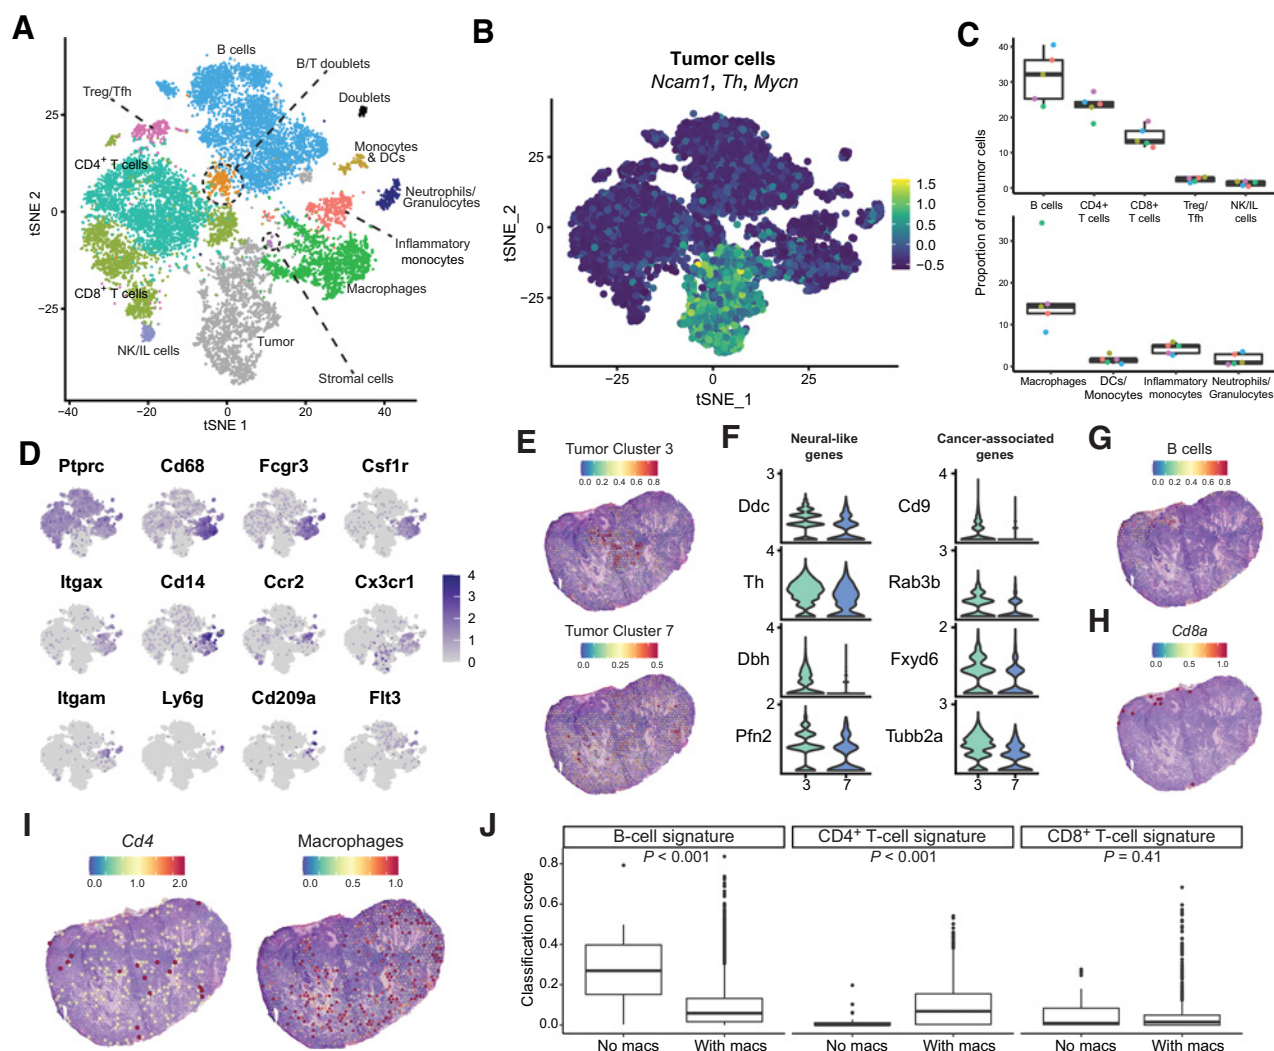 A
B cells
B/T doublets
Treg/Tfh
Doublets
CD4+ T cells
Monocytes
& DCs
Neutrophils/
Granulocytes
Inflammatory
monocytes
CD8+ T cells
Macrophages
NK/IL cells
Tumor
Stromal cells
25
0
−25
tSNE 2
−40
−20
0
20
40
tSNE 1
B
Tumor cells
Ncam1, Th, Mycn
25
0
−25
tSNE_2
−25
0
25
tSNE_1
1.5
1.0
0.5
0.0
−0.5
C
Proportion of nontumor cells
40
30
20
10
0
B cells
CD4+
T cells
CD8+
T cells
Treg/
Tfh
NK/IL
cells
30
20
10
0
Macrophages
DCs/
Monocytes
Inflammatory
monocytes
Neutrophils/
Granulocytes
D
Ptprc
Cd68
Fcgr3
Csf1r
Itgax
Cd14
Ccr2
Cx3cr1
Itgam
Ly6g
Cd209a
Flt3
4
3
2
1
0
E
Tumor Cluster 3
0.0 0.2 0.4 0.6 0.8
Tumor Cluster 7
0.0 0.25 0.5
F
Neural-like
genes
Cancer-associated
genes
3
Ddc
4
Th
4
Dbh
2
Pfn2
3 7
4
Cd9
3
Rab3b
2
Fxyd6
3
Tubb2a
3 7
G
B cells
0.0 0.2 0.4 0.6 0.8
H
Cd8a
0.0 0.5 1.0
I
Cd4
0.0 1.0 2.0
Macrophages
0.0 0.5 1.0
J
B-cell signature
CD4+ T-cell signature
CD8+ T-cell signature
P < 0.001
P < 0.001
P = 0.41
Classification score
0.8
0.6
0.4
0.2
0.0
No macs
With macs
No macs
With macs
No macs
With macs